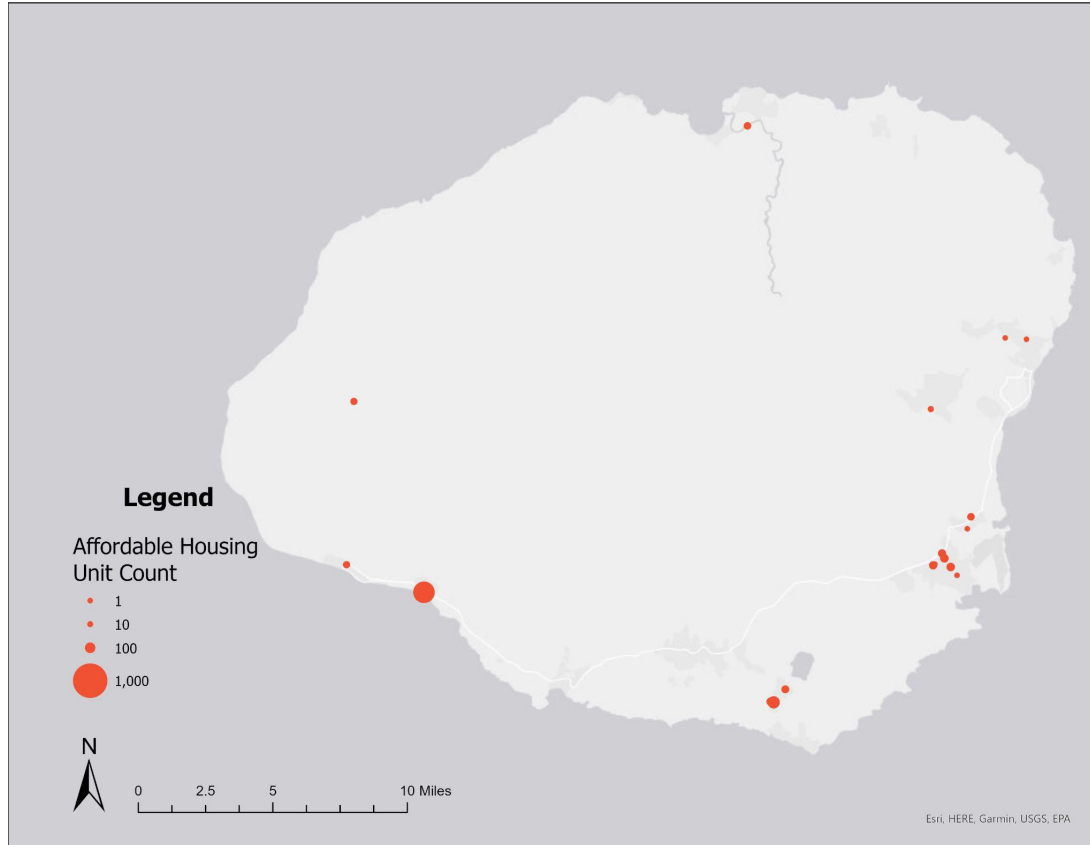 Legend
Affordable Housing
Unit Count
1
10
100
1,000
N
0 2.5 5 10 Miles
Esri, HERE, Garmin, USGS, EPA